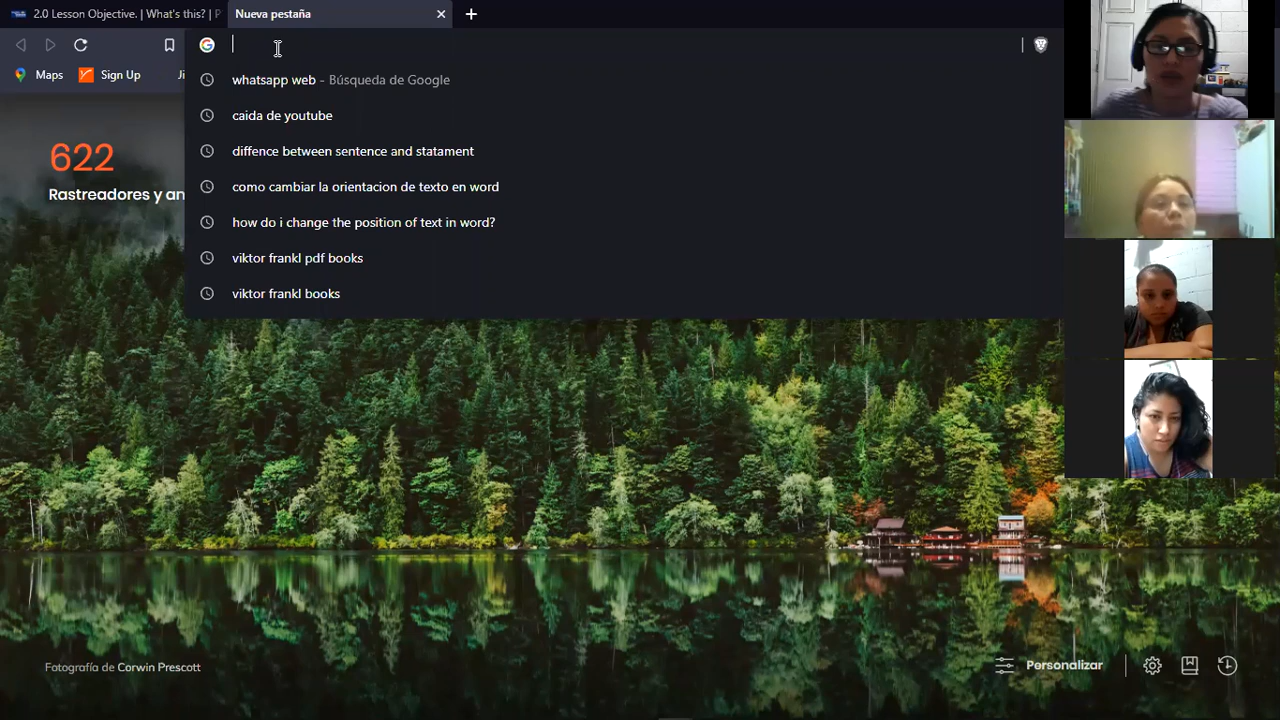 2.0 Lesson Objective. | What's this? | P
Nueva pestaña
Maps
Sign Up
whatsapp web - Búsqueda de Google
caida de youtube
diffence between sentence and statament
como cambiar la orientacion de texto en word
how do i change the position of text in word?
viktor frankl pdf books
viktor frankl books
622
Rastreadores y an
Fotografía de Corwin Prescott
Personalizar